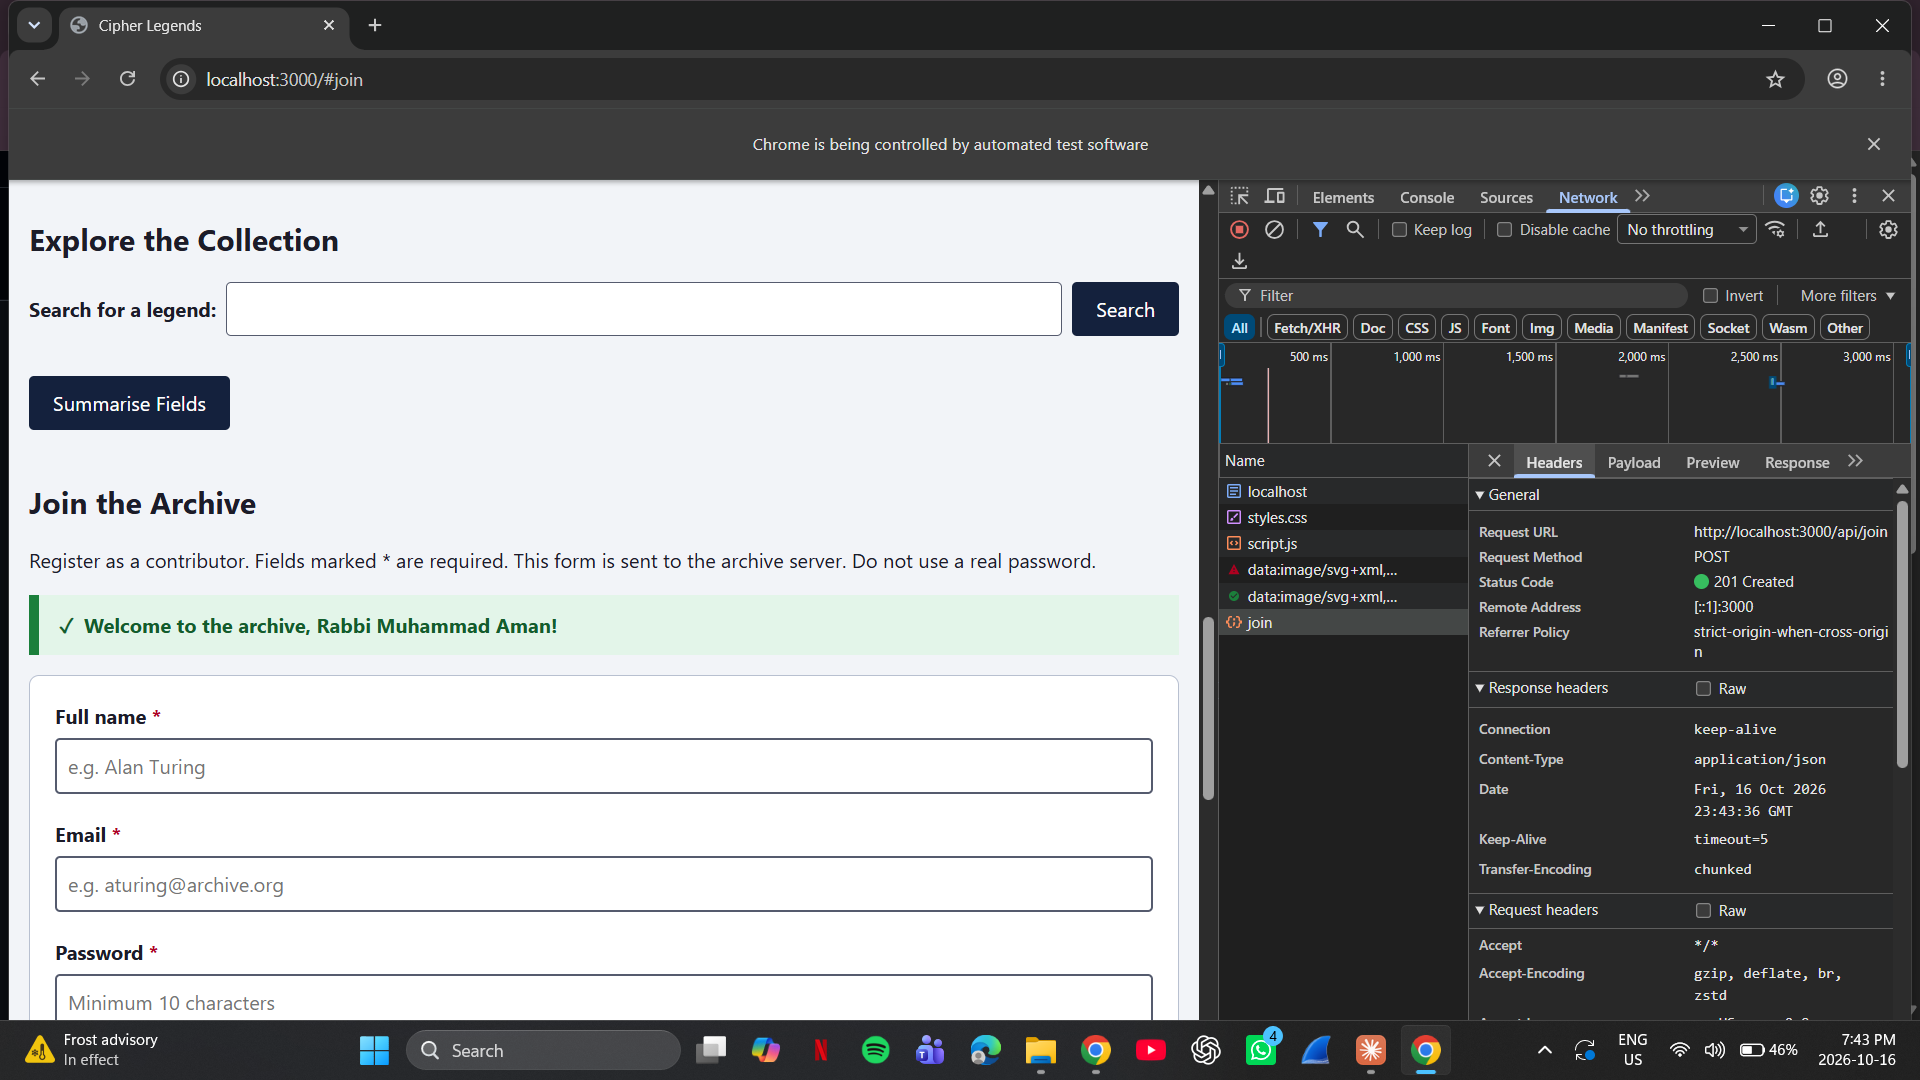 Cipher Legends
localhost:3000/#join
Chrome is being controlled by automated test software
Explore the Collection
Search for a legend:
Search
Summarise Fields
Join the Archive
Register as a contributor. Fields marked * are required. This form is sent to the archive server. Do not use a real password.
✓ Welcome to the archive, Rabbi Muhammad Aman!
Full name *
e.g. Alan Turing
Email *
e.g. aturing@archive.org
Password *
Minimum 10 characters
Elements Console Sources Network
Keep log Disable cache No throttling
Filter Invert More filters
All Fetch/XHR Doc CSS JS Font Img Media Manifest Socket Wasm Other
500 ms 1,000 ms 1,500 ms 2,000 ms 2,500 ms 3,000 ms
Name
localhost
styles.css
script.js
data:image/svg+xml,...
data:image/svg+xml,...
join
Headers Payload Preview Response
General
Request URL http://localhost:3000/api/join
Request Method POST
Status Code 201 Created
Remote Address [::1]:3000
Referrer Policy strict-origin-when-cross-origi
n
Response headers Raw
Connection keep-alive
Content-Type application/json
Date Fri, 16 Oct 2026
23:43:36 GMT
Keep-Alive timeout=5
Transfer-Encoding chunked
Request headers Raw
Accept */*
Accept-Encoding gzip, deflate, br,
zstd
Frost advisory
In effect
Search
4
ENG
US
46%
7:43 PM
2026-10-16